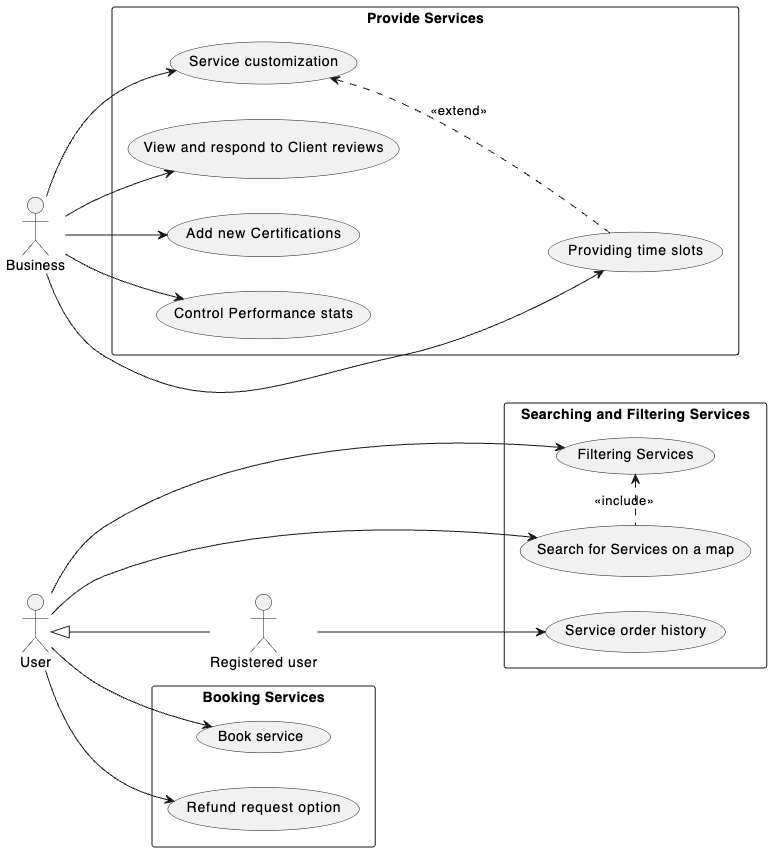 Provide Services
Service customization
«extend»
View and respond to Client reviews
Add new Certifications
Providing time slots
Business
Control Performance stats
Searching and Filtering Services
Filtering Services
«include»
Search for Services on a map
Service order history
User
Registered user
Booking Services
Book service
Refund request option